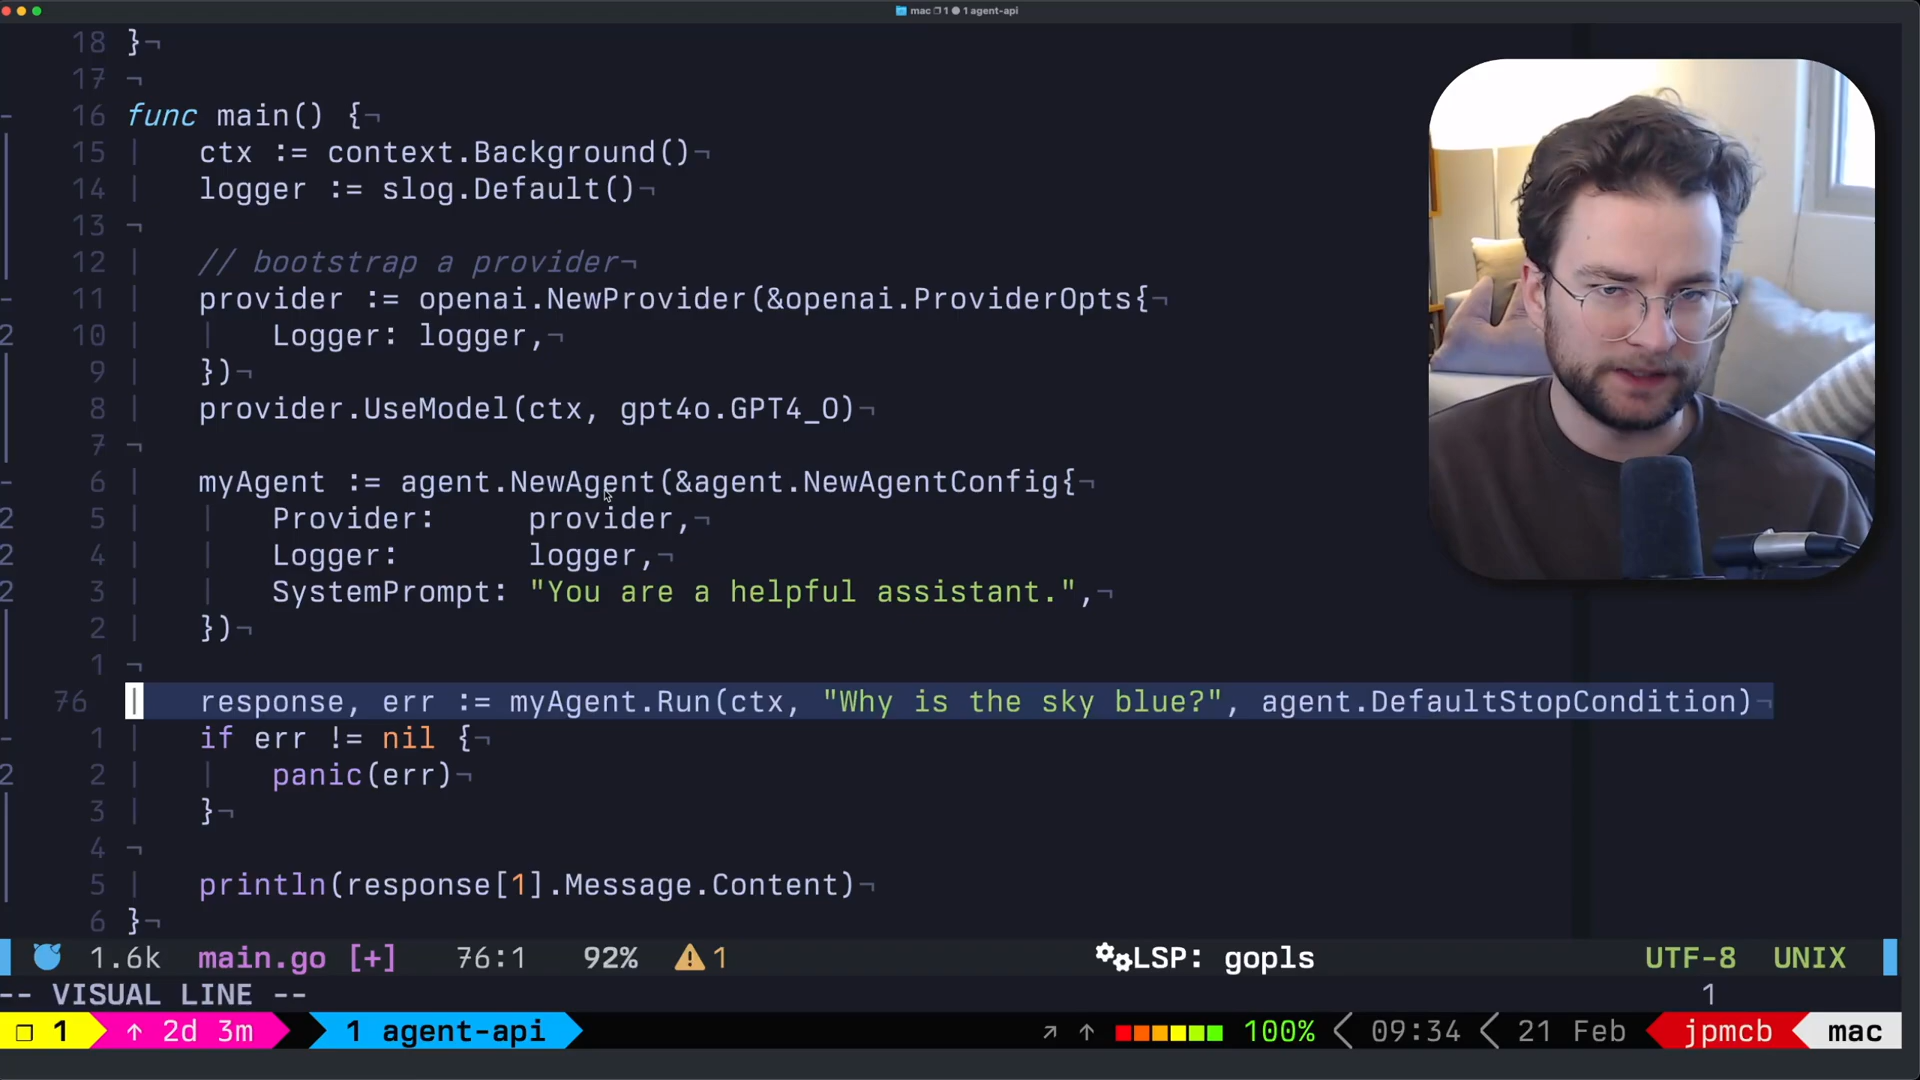 mac 1 1 agent-api
18 }¬
17 ¬
16 func main() {¬
15 | ctx := context.Background()¬
14 | logger := slog.Default()¬
13 ¬
12 | // bootstrap a provider¬
11 | provider := openai.NewProvider(&openai.ProviderOpts{¬
2 10 | | Logger: logger,¬
9 | })¬
8 | provider.UseModel(ctx, gpt4o.GPT4_O)¬
7 ¬
6 | myAgent := agent.NewAgent(&agent.NewAgentConfig{¬
2 5 | | Provider: provider,¬
2 4 | | Logger: logger,¬
2 3 | | SystemPrompt: "You are a helpful assistant.",¬
2 | })¬
1 ¬
76 | response, err := myAgent.Run(ctx, "Why is the sky blue?", agent.DefaultStopCondition)¬
1 | if err != nil {¬
2 2 | | panic(err)¬
3 | }¬
4 ¬
5 | println(response[1].Message.Content)¬
6 }¬
1.6k main.go [+] 76:1 92% 1 LSP: gopls UTF-8 UNIX
-- VISUAL LINE -- 1
1 ↑ 2d 3m 1 agent-api ↗ ↑ 100% 09:34 21 Feb jpmcb mac